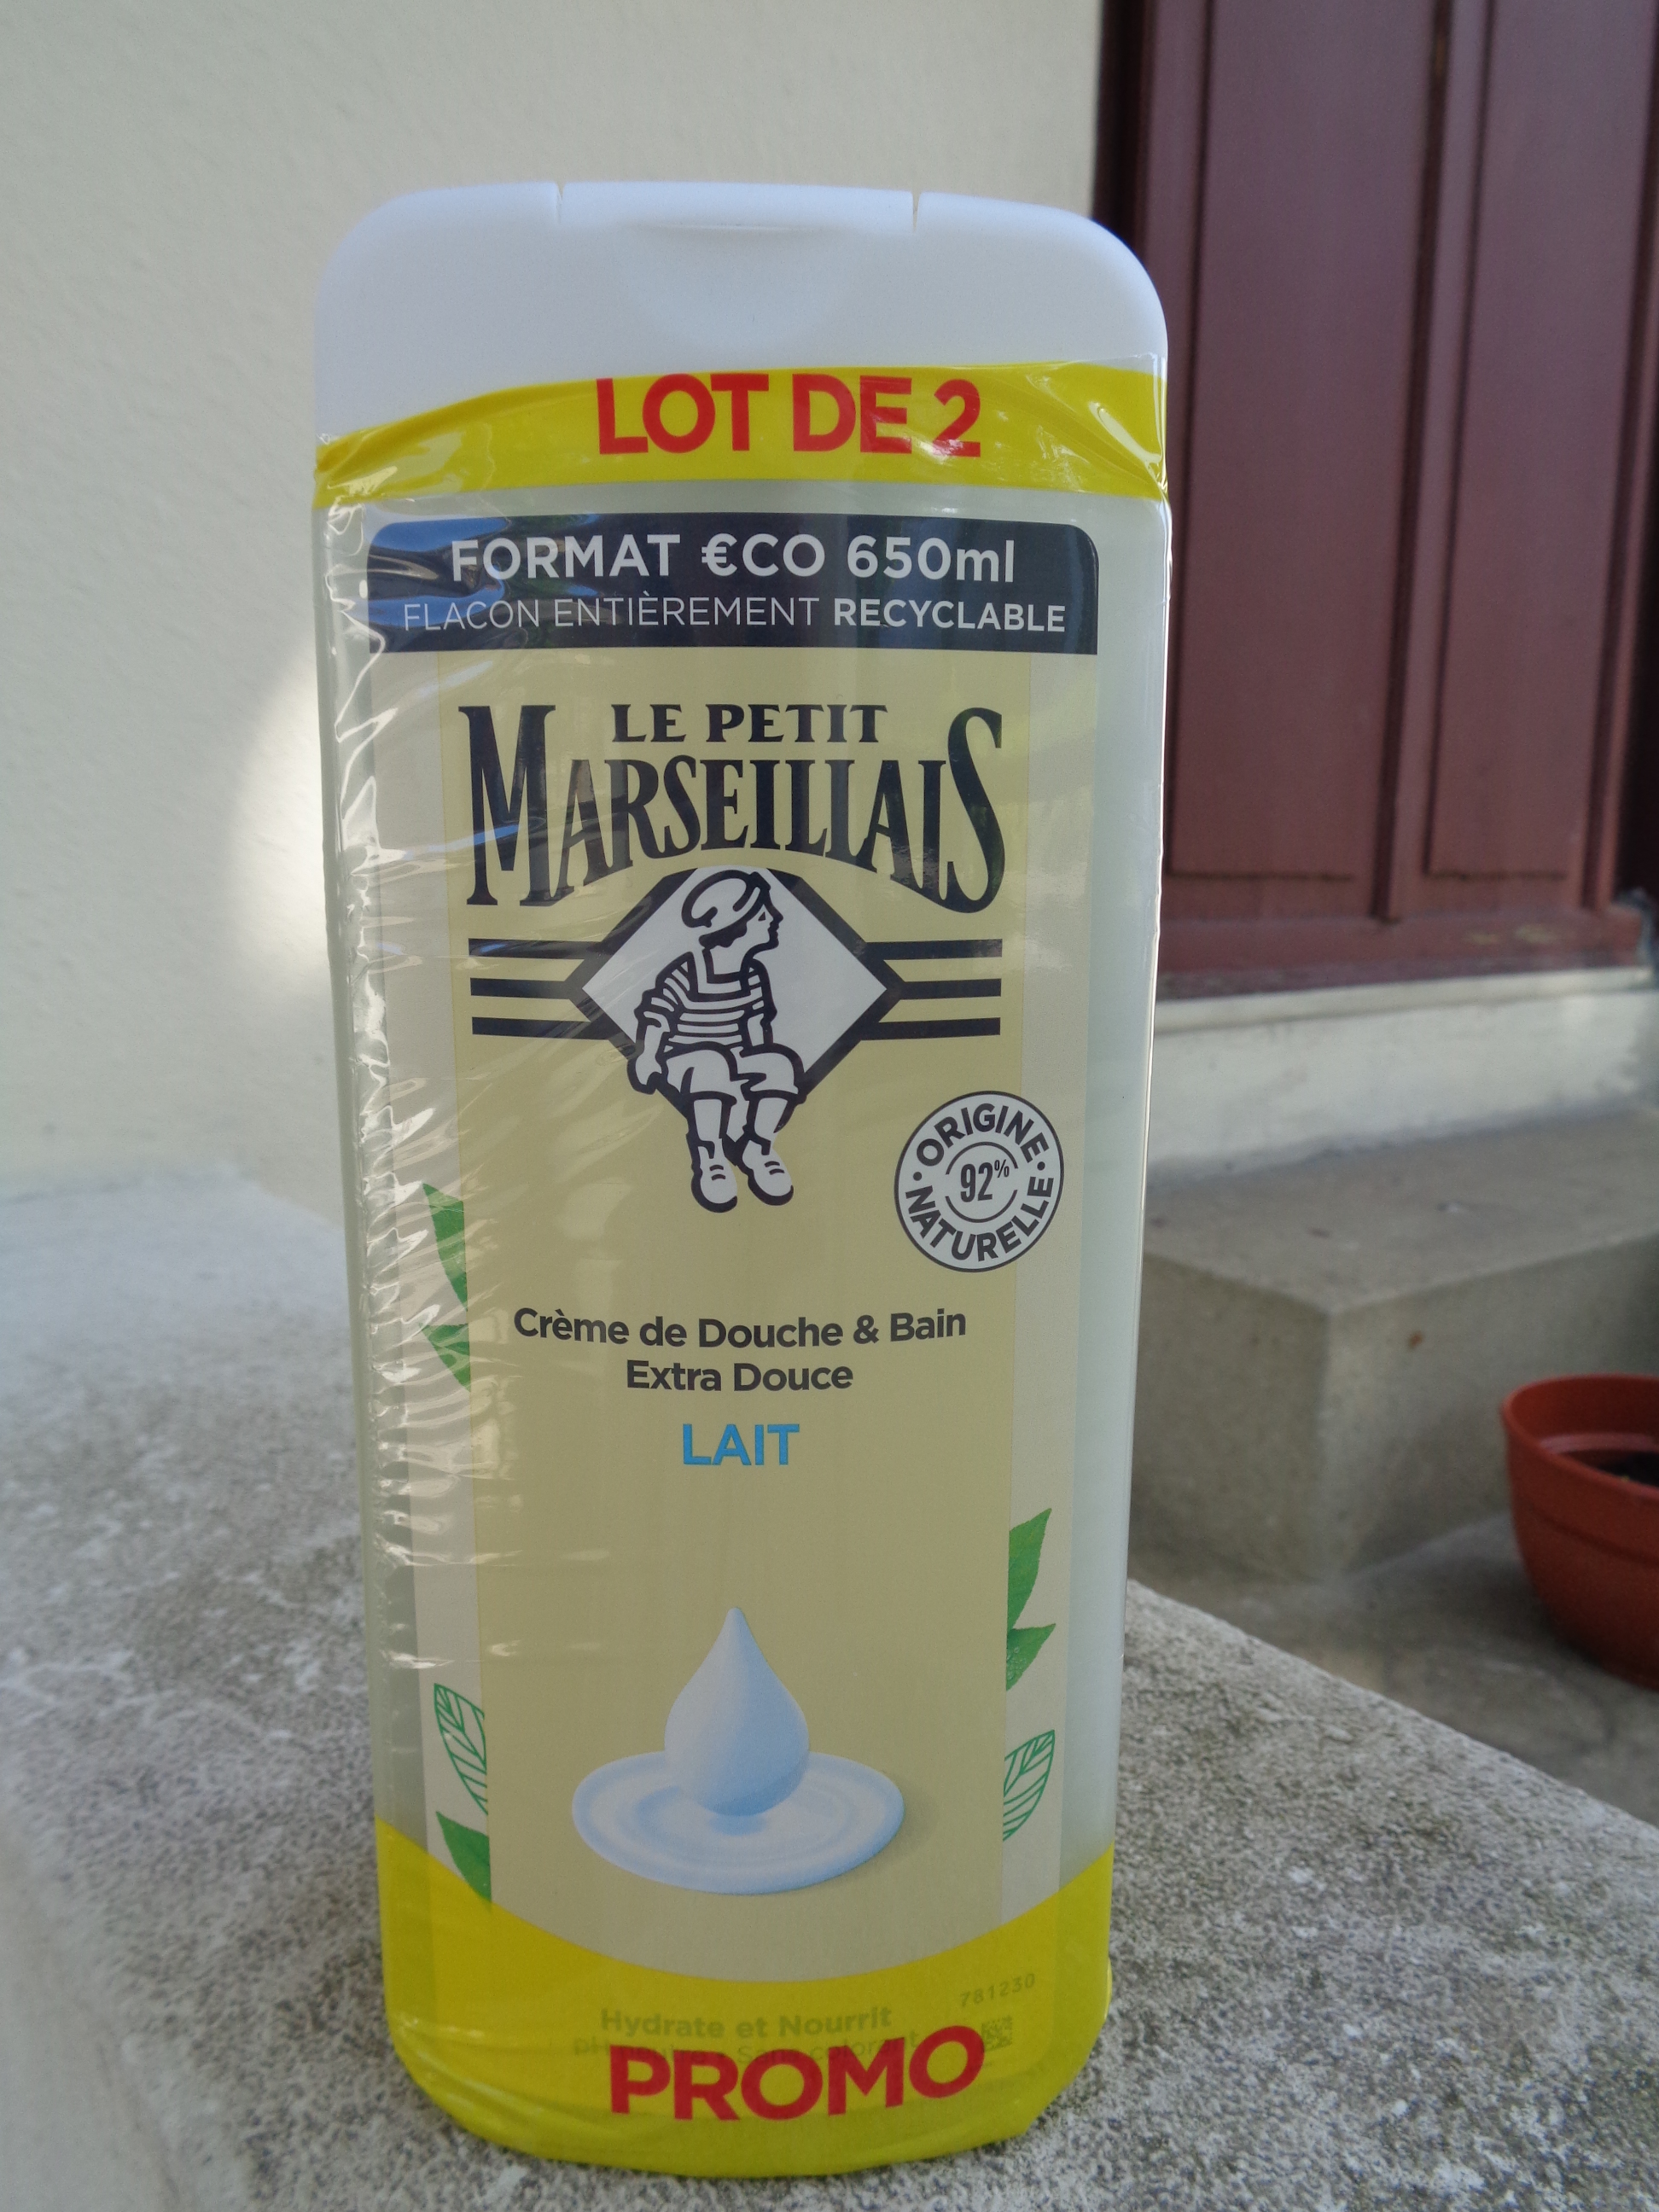 LOT DE 2
FORMAT €CO 650ml
FLACON ENTIÈREMENT RECYCLABLE
LE PETIT
MARSEILLAIS
ORIGINE
92%
NATURELLE
Crème de Douche & Bain
Extra Douce
LAIT
781230
Hydrate et Nourrit
PROMO